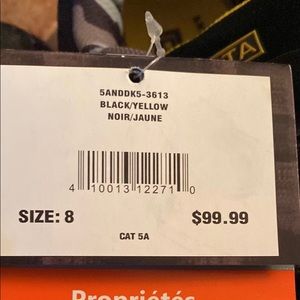 5ANDDK5-3613
BLACK/YELLOW
NOIR/JAUNE
4 10013 12271 0
SIZE: 8 $99.99
CAT 5A
Propriétés